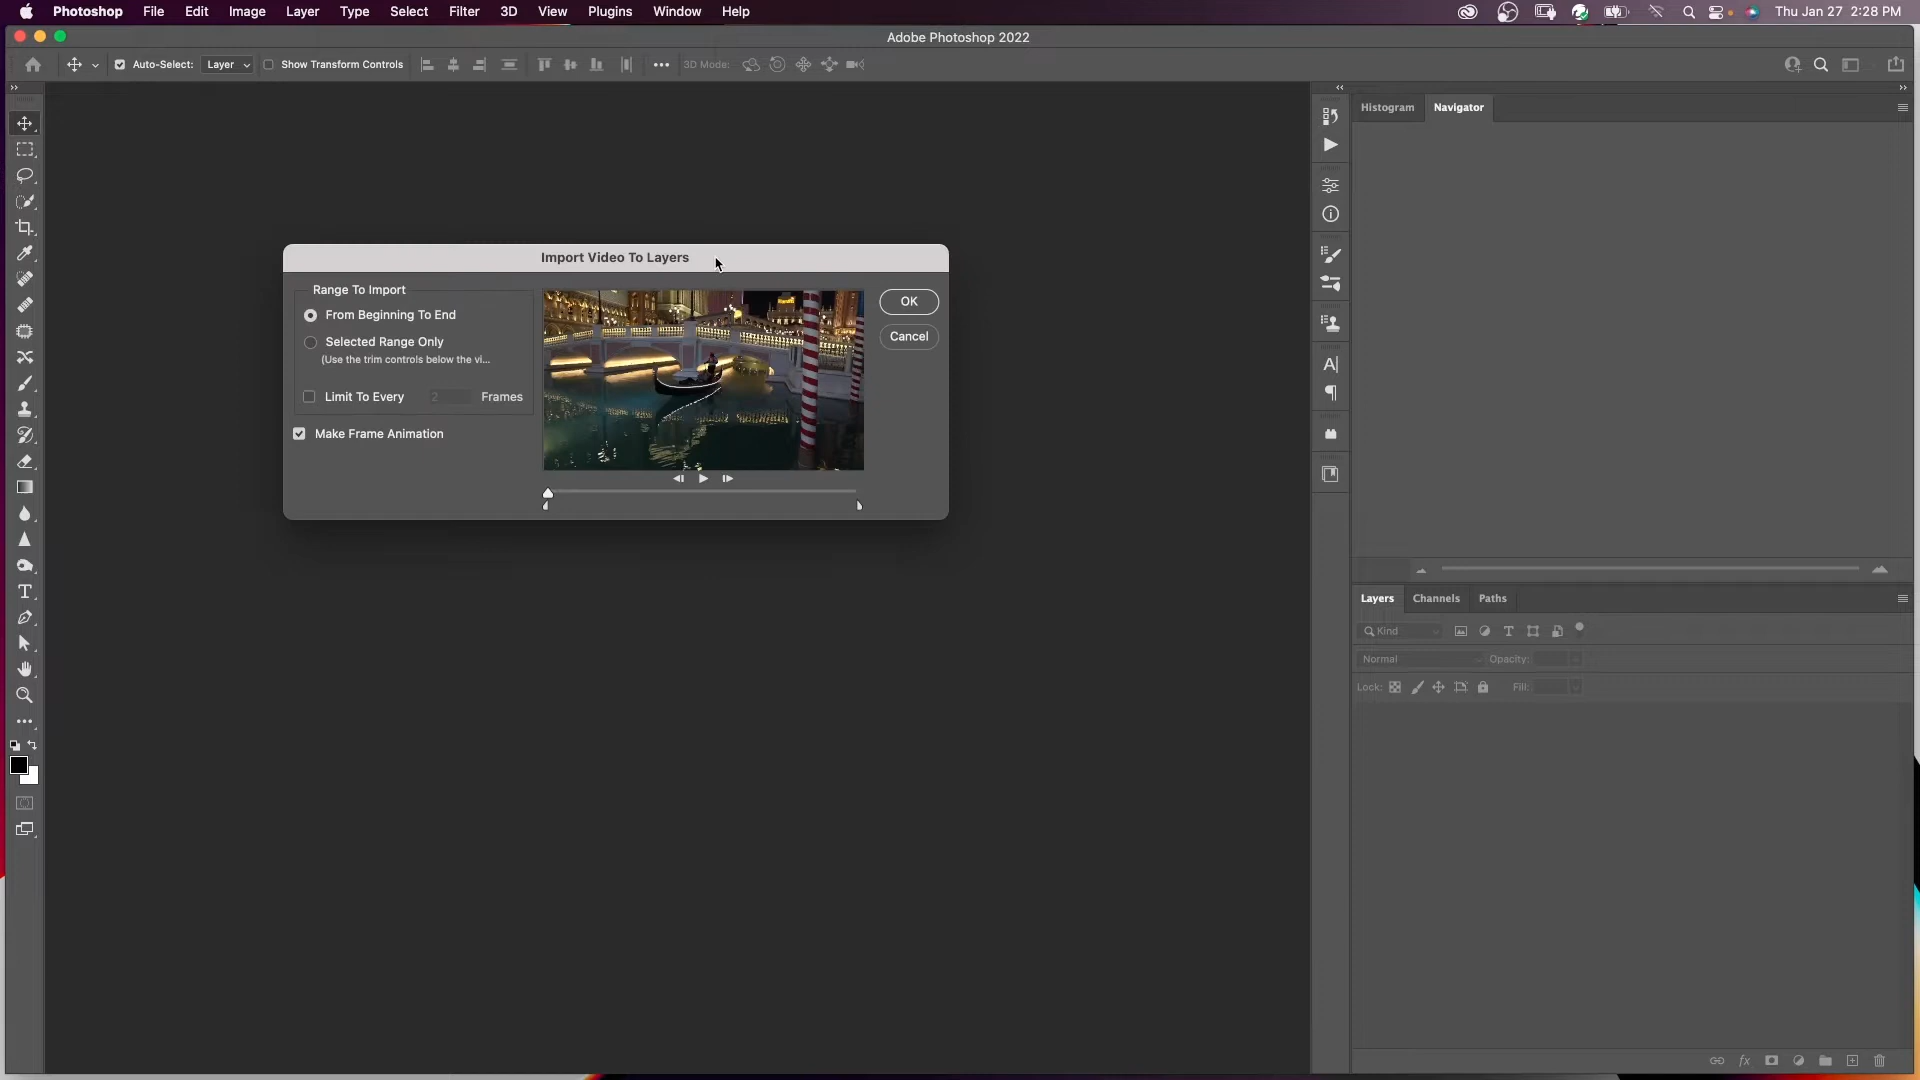 Photoshop File Edit Image Layer Type Select Filter 3D View Plugins Window Help Thu Jan 27 2:28 PM
Adobe Photoshop 2022
Auto-Select: Layer Show Transform Controls 3D Mode:
Histogram Navigator
Import Video To Layers
Range To Import
From Beginning To End
Selected Range Only
(Use the trim controls below the vi...
Limit To Every 2 Frames
Make Frame Animation
OK
Cancel
Layers Channels Paths
Kind
Normal Opacity:
Lock: Fill: